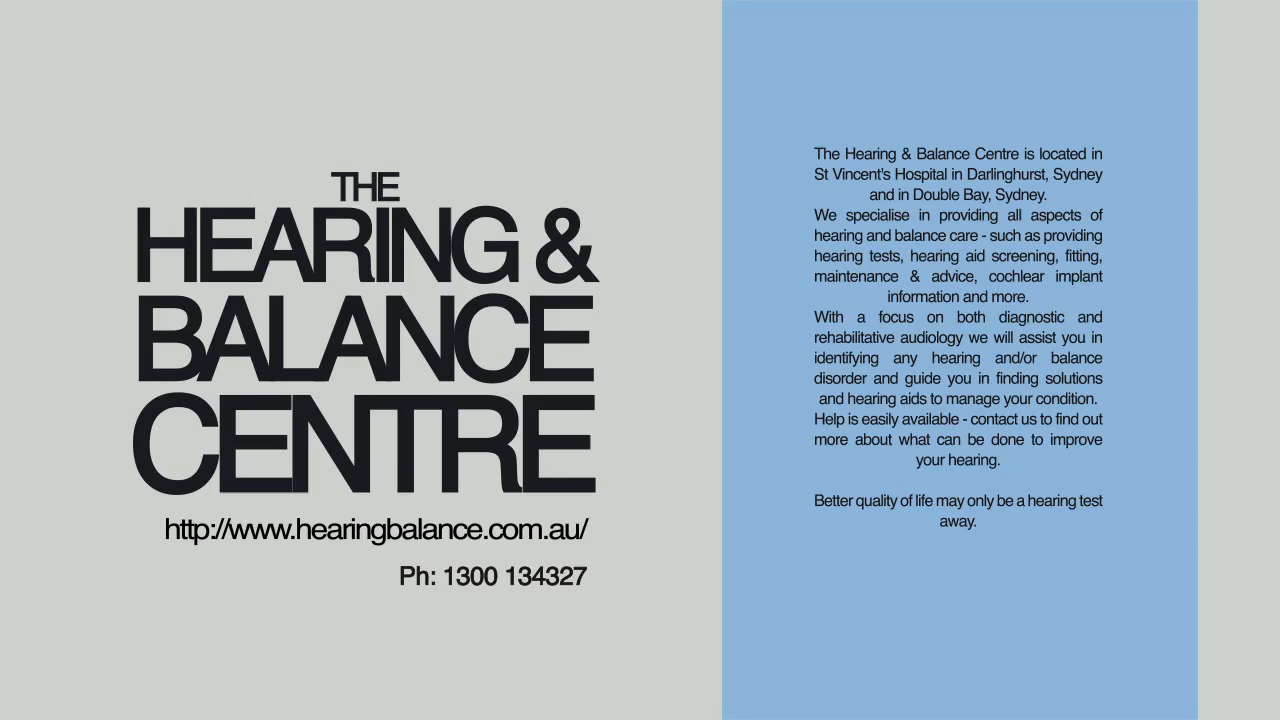 THE
HEARING &
BALANCE
CENTRE
http://www.hearingbalance.com.au/
Ph: 1300 134327
The Hearing & Balance Centre is located in
St Vincent's Hospital in Darlinghurst, Sydney
and in Double Bay, Sydney.
We specialise in providing all aspects of
hearing and balance care - such as providing
hearing tests, hearing aid screening, fitting,
maintenance & advice, cochlear implant
information and more.
With a focus on both diagnostic and
rehabilitative audiology we will assist you in
identifying any hearing and/or balance
disorder and guide you in finding solutions
and hearing aids to manage your condition.
Help is easily available - contact us to find out
more about what can be done to improve
your hearing.
Better quality of life may only be a hearing test
away.